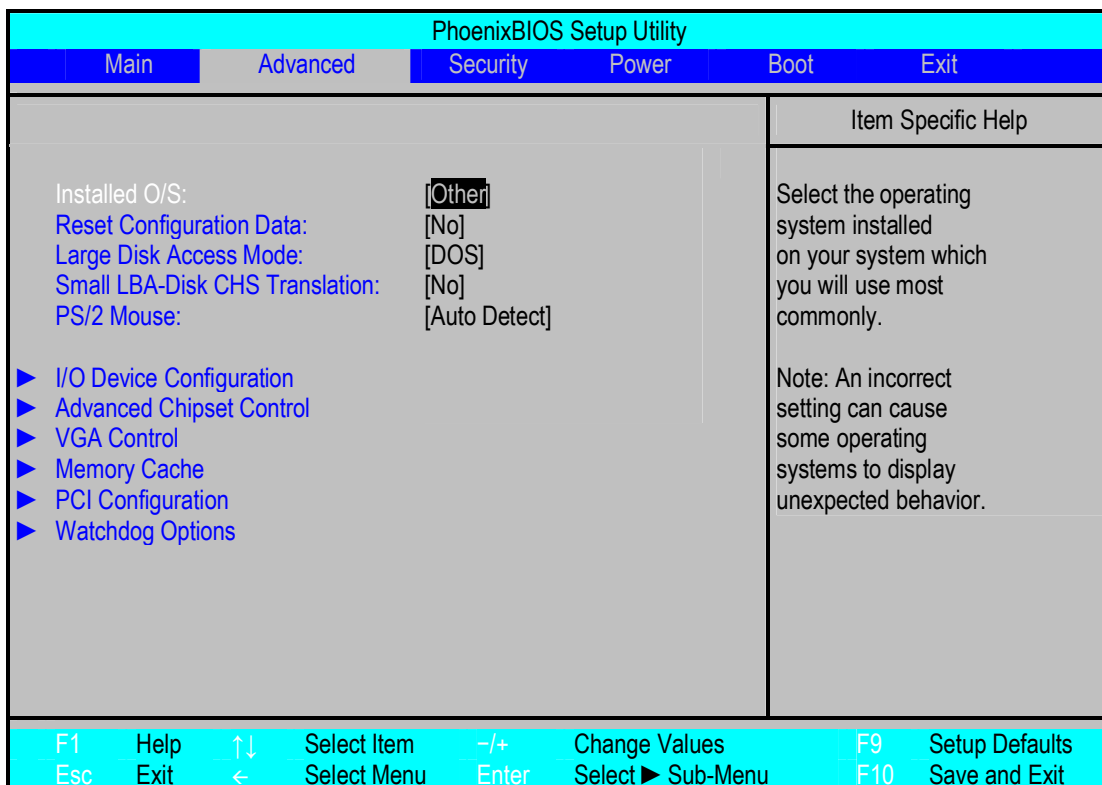 PhoenixBIOS Setup Utility
Main Advanced Security Power Boot Exit
Item Specific Help
Installed O/S: [Other]
Reset Configuration Data: [No]
Large Disk Access Mode: [DOS]
Small LBA-Disk CHS Translation: [No]
PS/2 Mouse: [Auto Detect]
► I/O Device Configuration
► Advanced Chipset Control
► VGA Control
► Memory Cache
► PCI Configuration
► Watchdog Options
Select the operating
system installed
on your system which
you will use most
commonly.
Note: An incorrect
setting can cause
some operating
systems to display
unexpected behavior.
F1 Help ↑↓ Select Item −/+ Change Values F9 Setup Defaults
Esc Exit ← Select Menu Enter Select ► Sub-Menu F10 Save and Exit